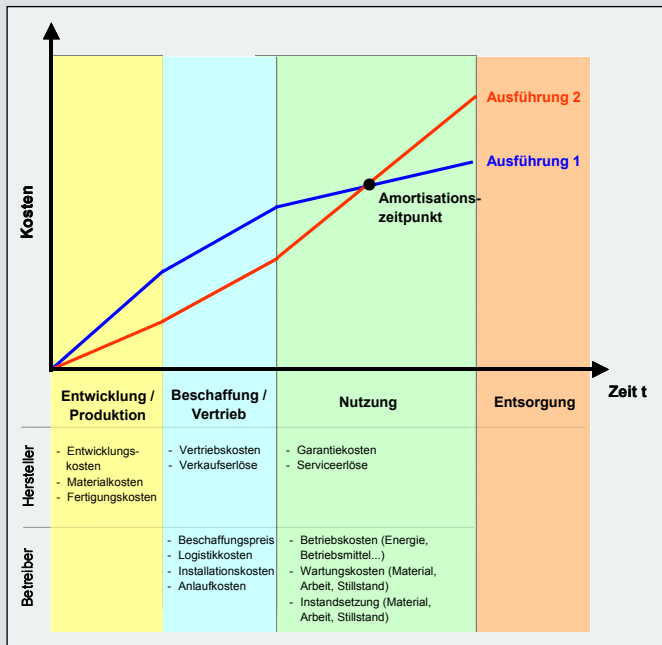 Kosten
Ausführung 2
Ausführung 1
Amortisations-
zeitpunkt
Zeit t
Entwicklung /
Produktion
Beschaffung /
Vertrieb
Nutzung
Entsorgung
Hersteller
- Entwicklungs-
kosten
- Materialkosten
- Fertigungskosten
- Vertriebskosten
- Verkaufserlöse
- Garantiekosten
- Serviceerlöse
Betreiber
- Beschaffungspreis
- Logistikkosten
- Installationskosten
- Anlaufkosten
- Betriebskosten (Energie,
Betriebsmittel...)
- Wartungskosten (Material,
Arbeit, Stillstand)
- Instandsetzung (Material,
Arbeit, Stillstand)